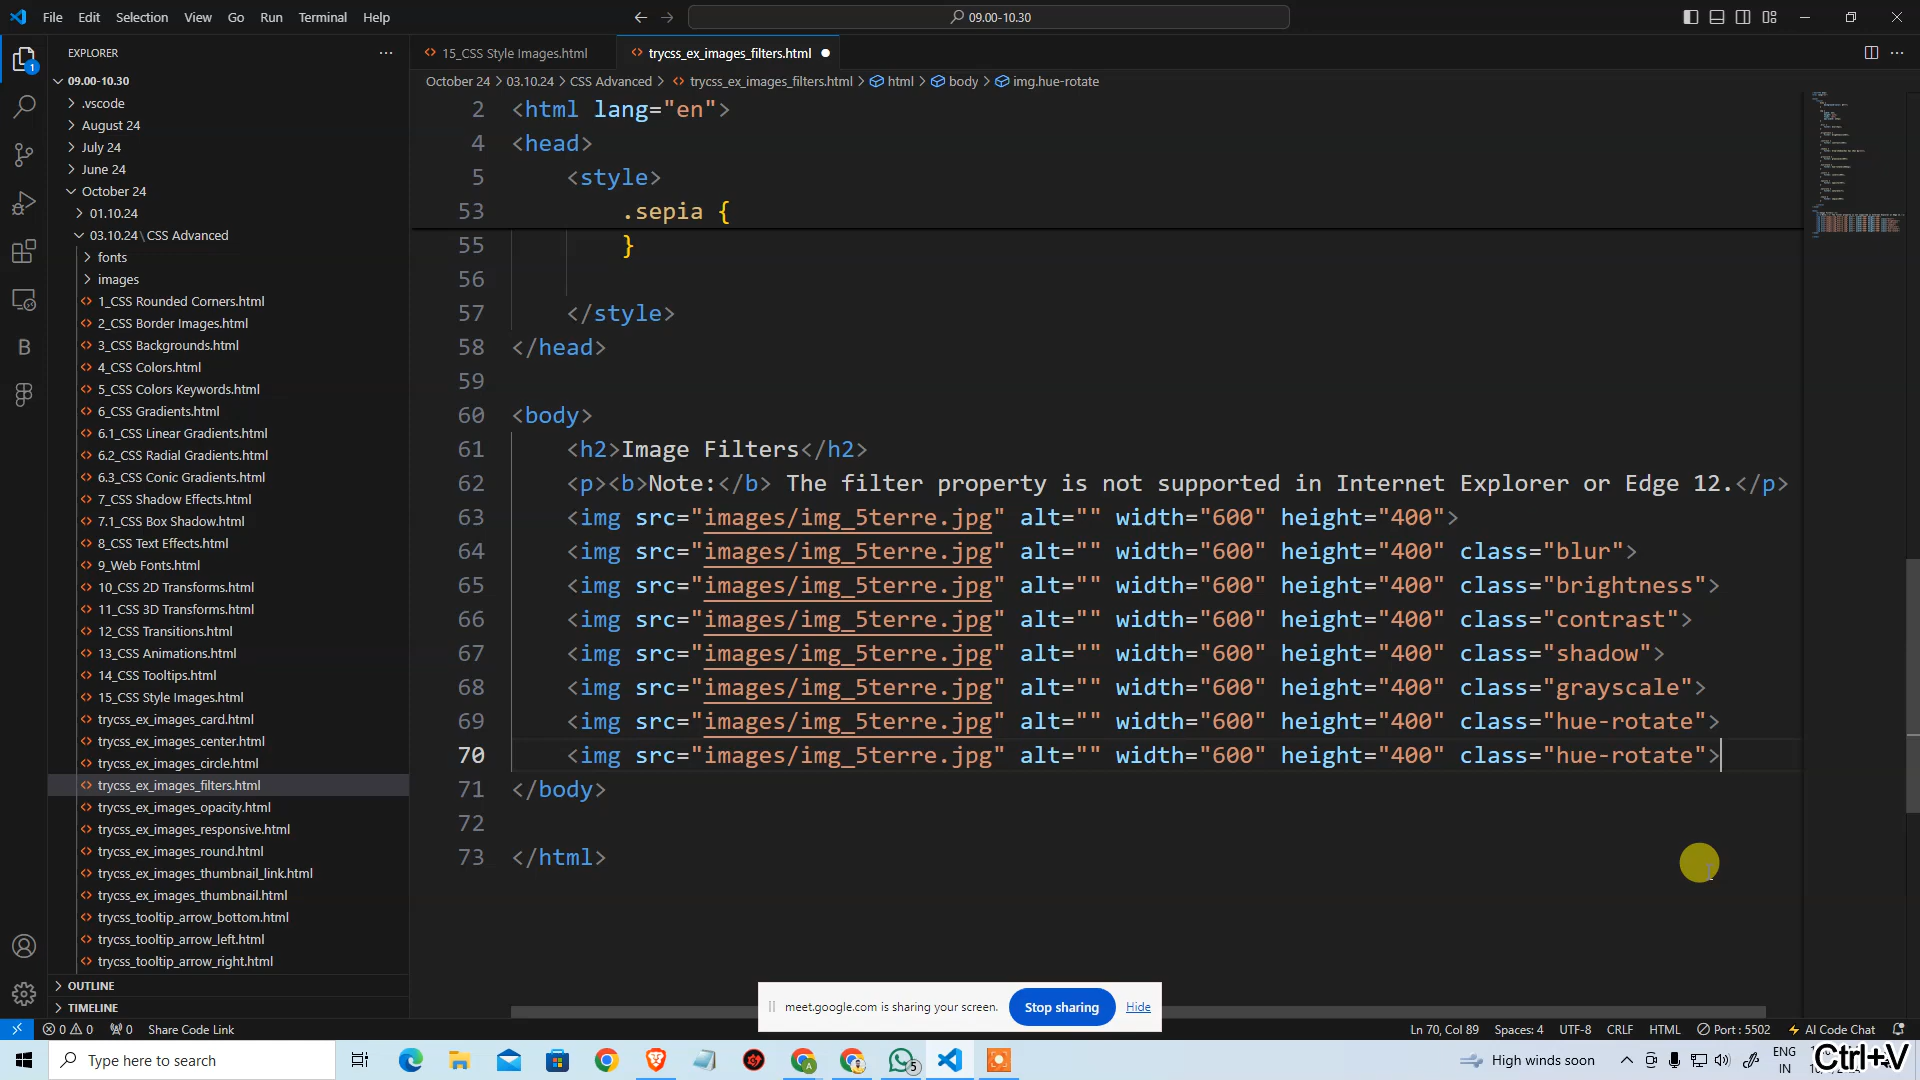 File Edit Selection View Go Run Terminal Help
09.00-10.30
EXPLORER
09.00-10.30
.vscode
August 24
July 24
June 24
October 24
01.10.24
03.10.24\CSS Advanced
fonts
images
1_CSS Rounded Corners.html
2_CSS Border Images.html
3_CSS Backgrounds.html
4_CSS Colors.html
5_CSS Colors Keywords.html
6_CSS Gradients.html
6.1_CSS Linear Gradients.html
6.2_CSS Radial Gradients.html
6.3_CSS Conic Gradients.html
7_CSS Shadow Effects.html
7.1_CSS Box Shadow.html
8_CSS Text Effects.html
9_Web Fonts.html
10_CSS 2D Transforms.html
11_CSS 3D Transforms.html
12_CSS Transitions.html
13_CSS Animations.html
14_CSS Tooltips.html
15_CSS Style Images.html
trycss_ex_images_card.html
trycss_ex_images_center.html
trycss_ex_images_circle.html
trycss_ex_images_filters.html
trycss_ex_images_opacity.html
trycss_ex_images_responsive.html
trycss_ex_images_round.html
trycss_ex_images_thumbnail_link.html
trycss_ex_images_thumbnail.html
trycss_tooltip_arrow_bottom.html
trycss_tooltip_arrow_left.html
trycss_tooltip_arrow_right.html
OUTLINE
TIMELINE
15_CSS Style Images.html trycss_ex_images_filters.html
October 24 > 03.10.24 > CSS Advanced > trycss_ex_images_filters.html > html > body > img.hue-rotate
2 <html lang="en">
4 <head>
5 <style>
53 .sepia {
55 }
56
57 </style>
58 </head>
59
60 <body>
61 <h2>Image Filters</h2>
62 <p><b>Note:</b> The filter property is not supported in Internet Explorer or Edge 12.</p>
63 <img src="images/img_5terre.jpg" alt="" width="600" height="400">
64 <img src="images/img_5terre.jpg" alt="" width="600" height="400" class="blur">
65 <img src="images/img_5terre.jpg" alt="" width="600" height="400" class="brightness">
66 <img src="images/img_5terre.jpg" alt="" width="600" height="400" class="contrast">
67 <img src="images/img_5terre.jpg" alt="" width="600" height="400" class="shadow">
68 <img src="images/img_5terre.jpg" alt="" width="600" height="400" class="grayscale">
69 <img src="images/img_5terre.jpg" alt="" width="600" height="400" class="hue-rotate">
70 <img src="images/img_5terre.jpg" alt="" width="600" height="400" class="hue-rotate">
71 </body>
72
73 </html>
meet.google.com is sharing your screen. Stop sharing Hide
0 0 0 Share Code Link Ln 70, Col 89 Spaces: 4 UTF-8 CRLF HTML Port : 5502 AI Code Chat
Type here to search High winds soon ENG
IN
Ctrl+V